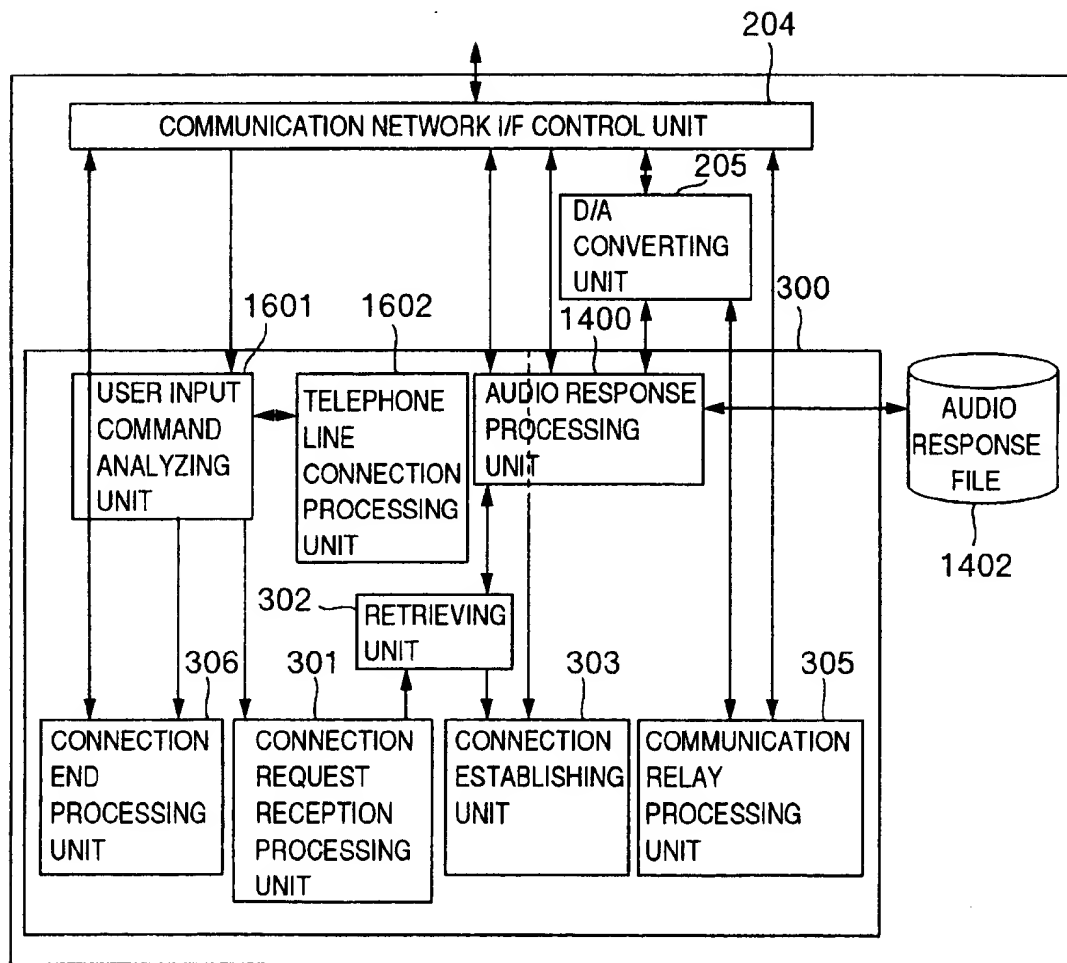 204
COMMUNICATION NETWORK I/F CONTROL UNIT
205
D/A
CONVERTING
UNIT
300
1601
1602
1400
USER INPUT
COMMAND
ANALYZING
UNIT
TELEPHONE
LINE
CONNECTION
PROCESSING
UNIT
AUDIO RESPONSE
PROCESSING
UNIT
AUDIO
RESPONSE
FILE
1402
302
RETRIEVING
UNIT
306
301
303
305
CONNECTION
END
PROCESSING
UNIT
CONNECTION
REQUEST
RECEPTION
PROCESSING
UNIT
CONNECTION
ESTABLISHING
UNIT
COMMUNICATION
RELAY
PROCESSING
UNIT